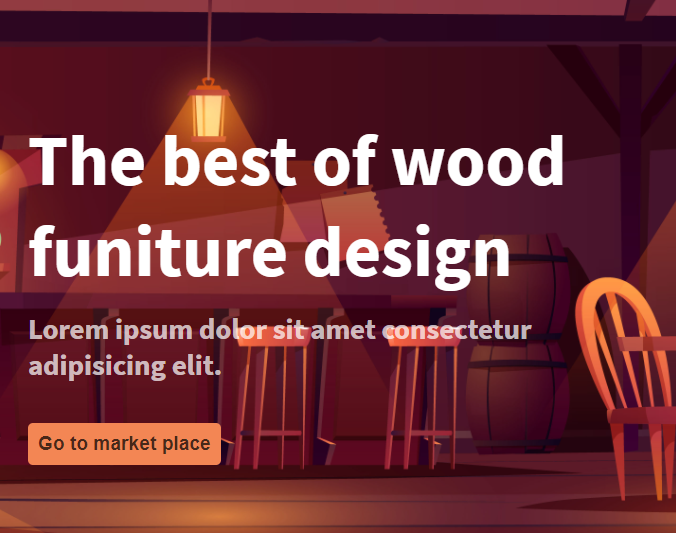 The best of wood
funiture design
Lorem ipsum dolor sit amet consectetur
adipisicing elit.
Go to market place